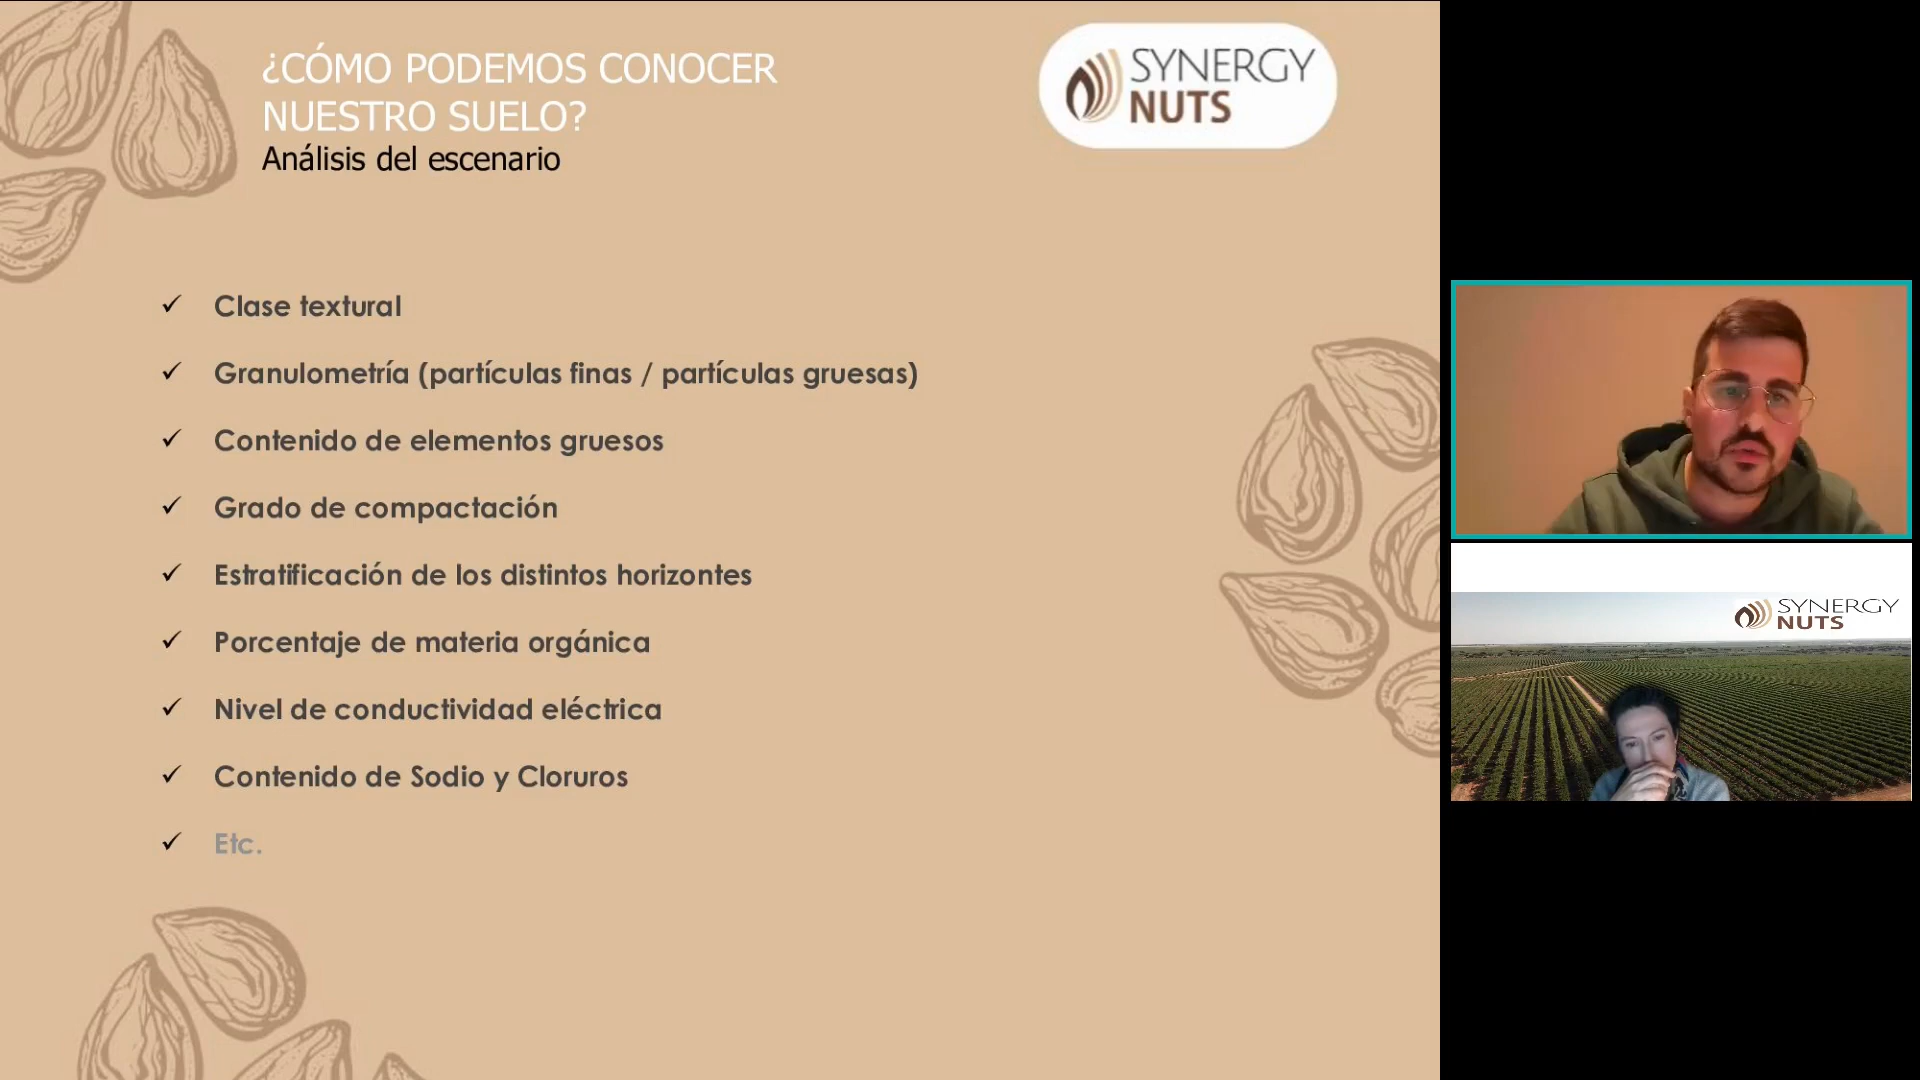 ¿CÓMO PODEMOS CONOCER
NUESTRO SUELO?
Análisis del escenario
SYNERGY
NUTS
✓ Clase textural
✓ Granulometría (partículas finas / partículas gruesas)
✓ Contenido de elementos gruesos
✓ Grado de compactación
✓ Estratificación de los distintos horizontes
✓ Porcentaje de materia orgánica
✓ Nivel de conductividad eléctrica
✓ Contenido de Sodio y Cloruros
✓ Etc.
SYNERGY
NUTS